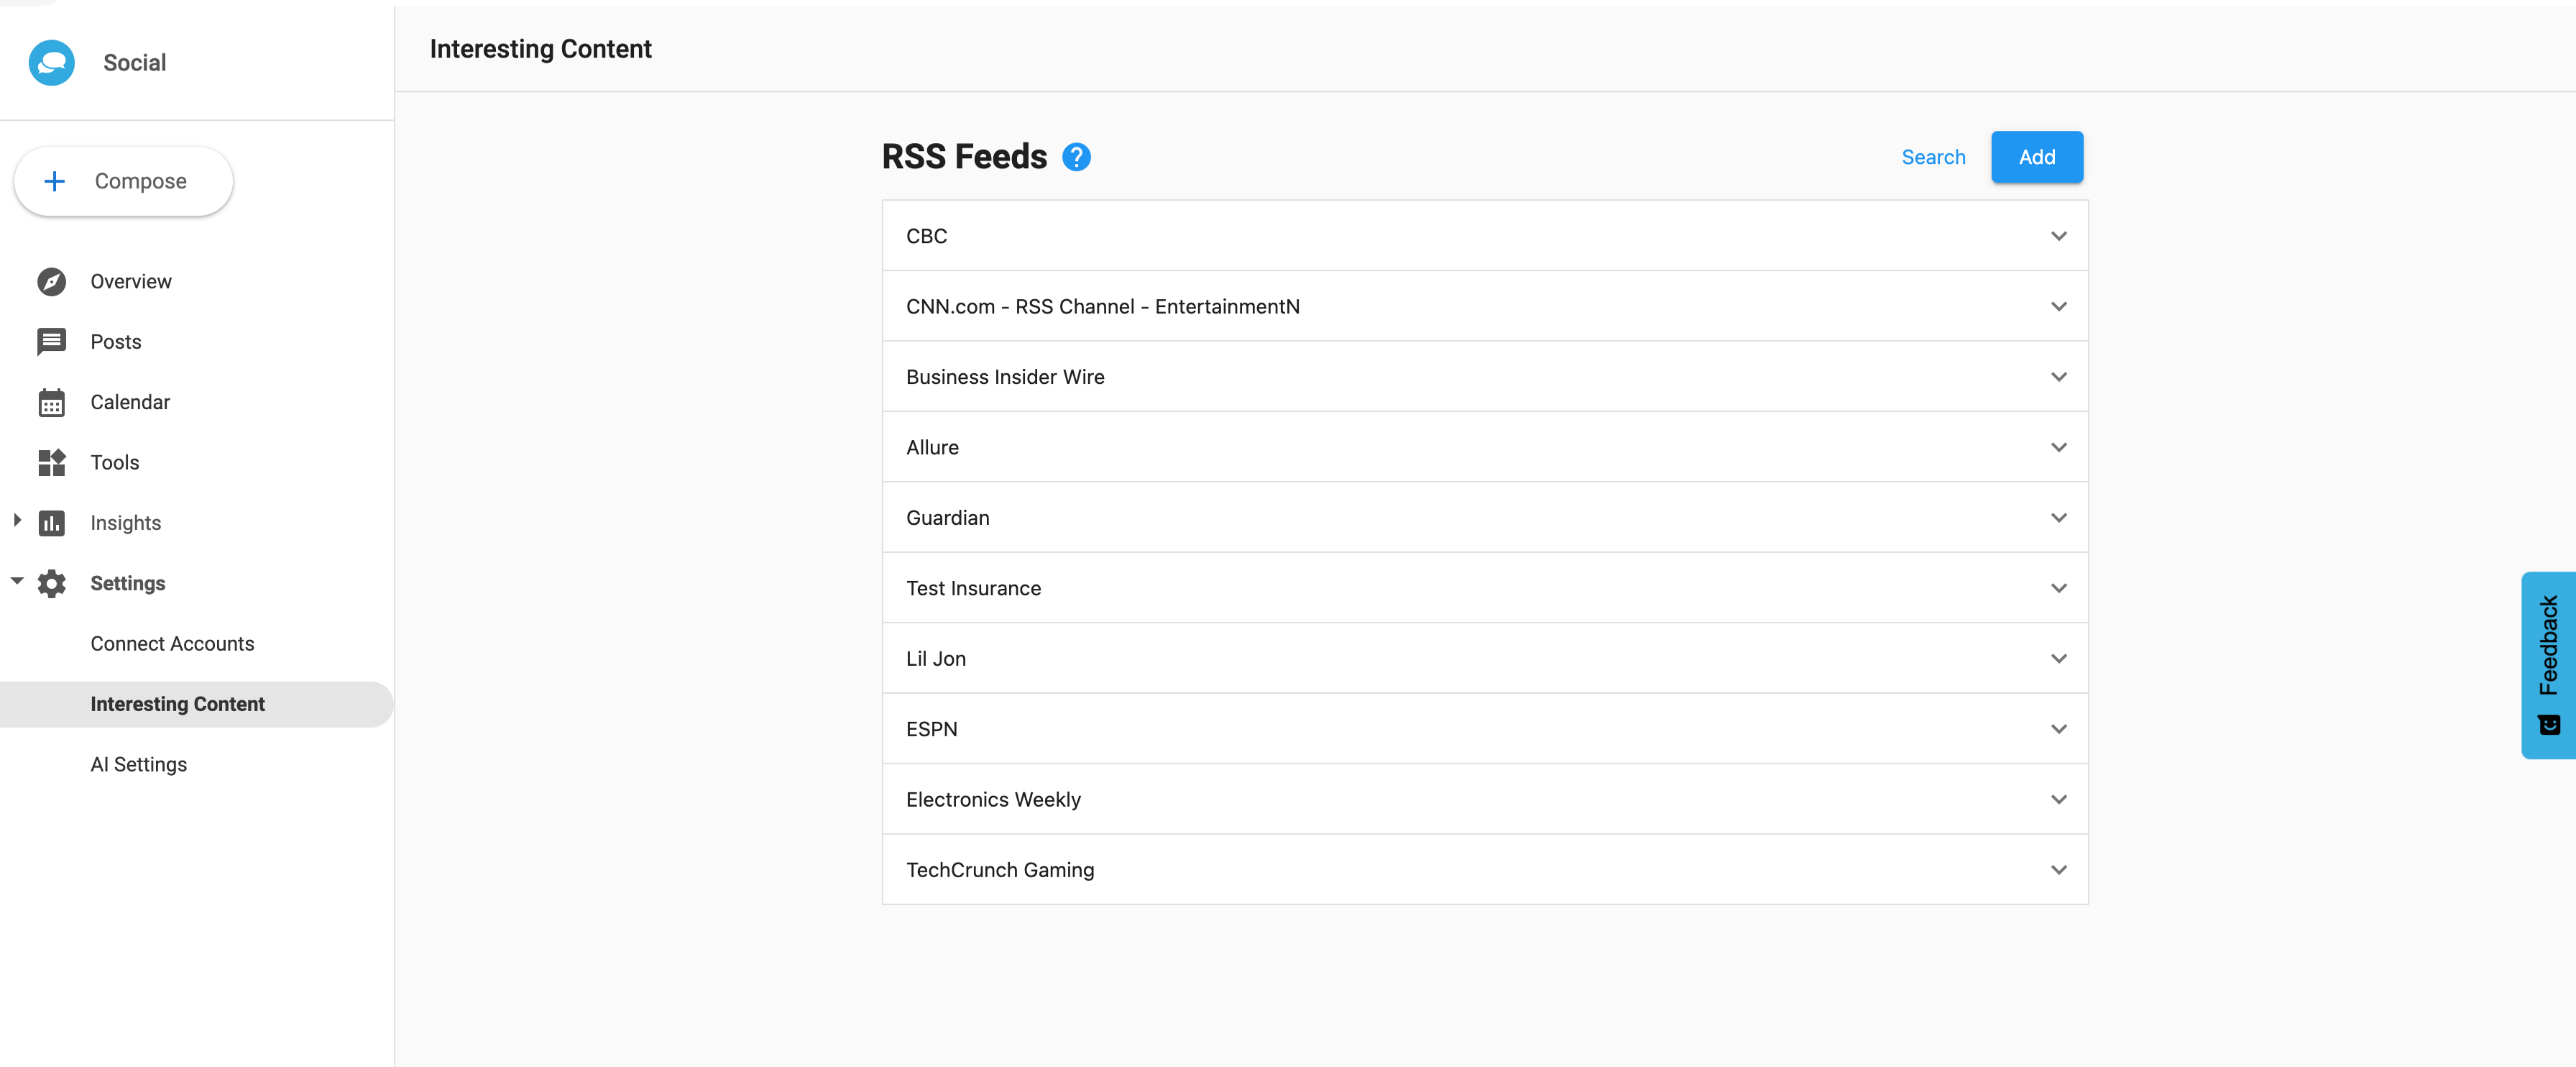 Social
Compose
Overview
Posts
Calendar
Tools
Insights
Settings
Connect Accounts
Interesting Content
AI Settings
Interesting Content
RSS Feeds ?
Search
Add
CBC
CNN.com - RSS Channel - EntertainmentN
Business Insider Wire
Allure
Guardian
Test Insurance
Lil Jon
ESPN
Electronics Weekly
TechCrunch Gaming
Feedback